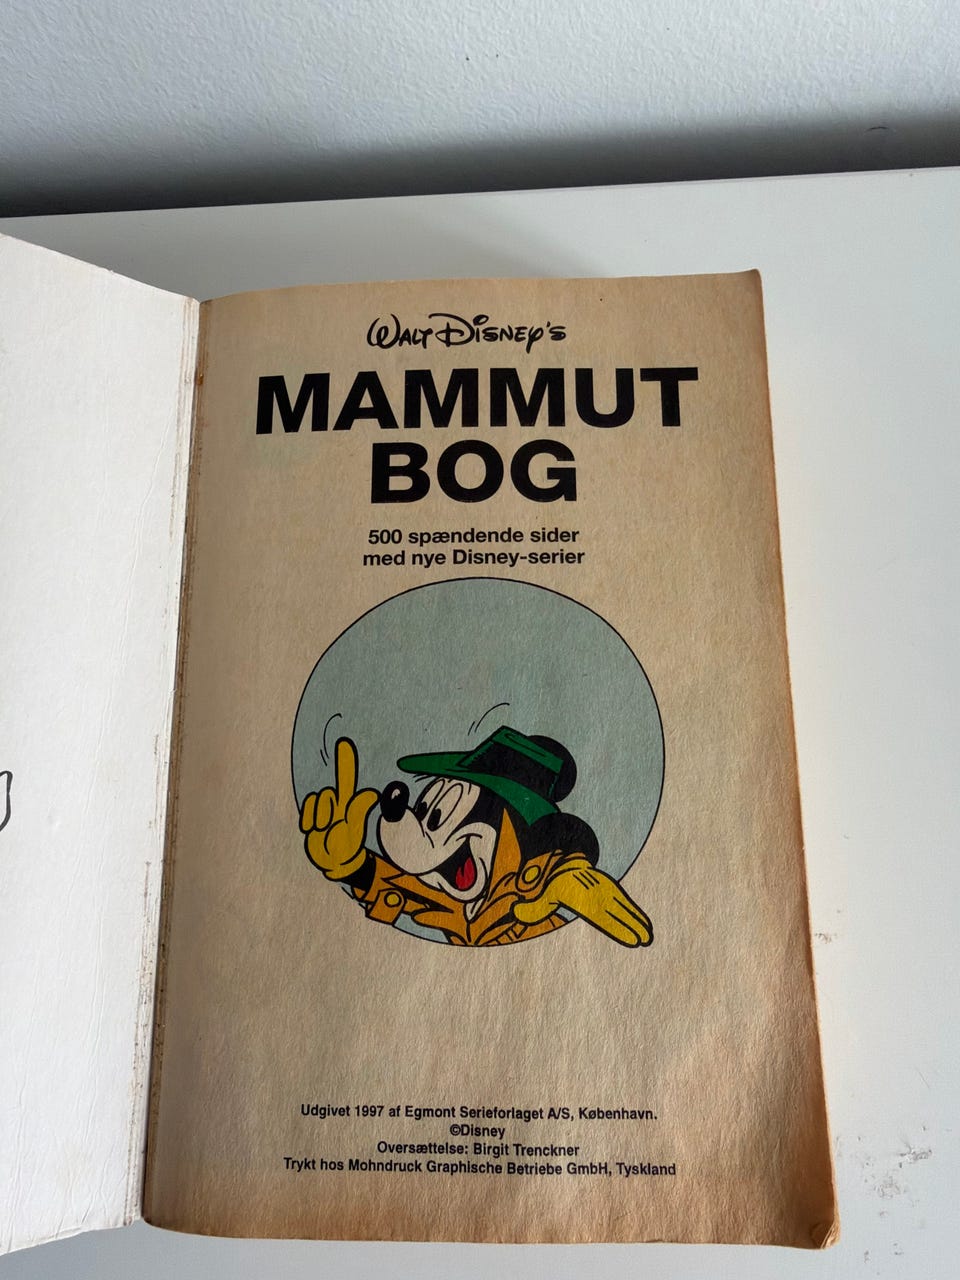 Walt Disney's
MAMMUT
BOG
500 spændende sider
med nye Disney-serier
Udgivet 1997 af Egmont Serieforlaget A/S, København.
©Disney
Oversættelse: Birgit Trenckner
Trykt hos Mohndruck Graphische Betriebe GmbH, Tyskland